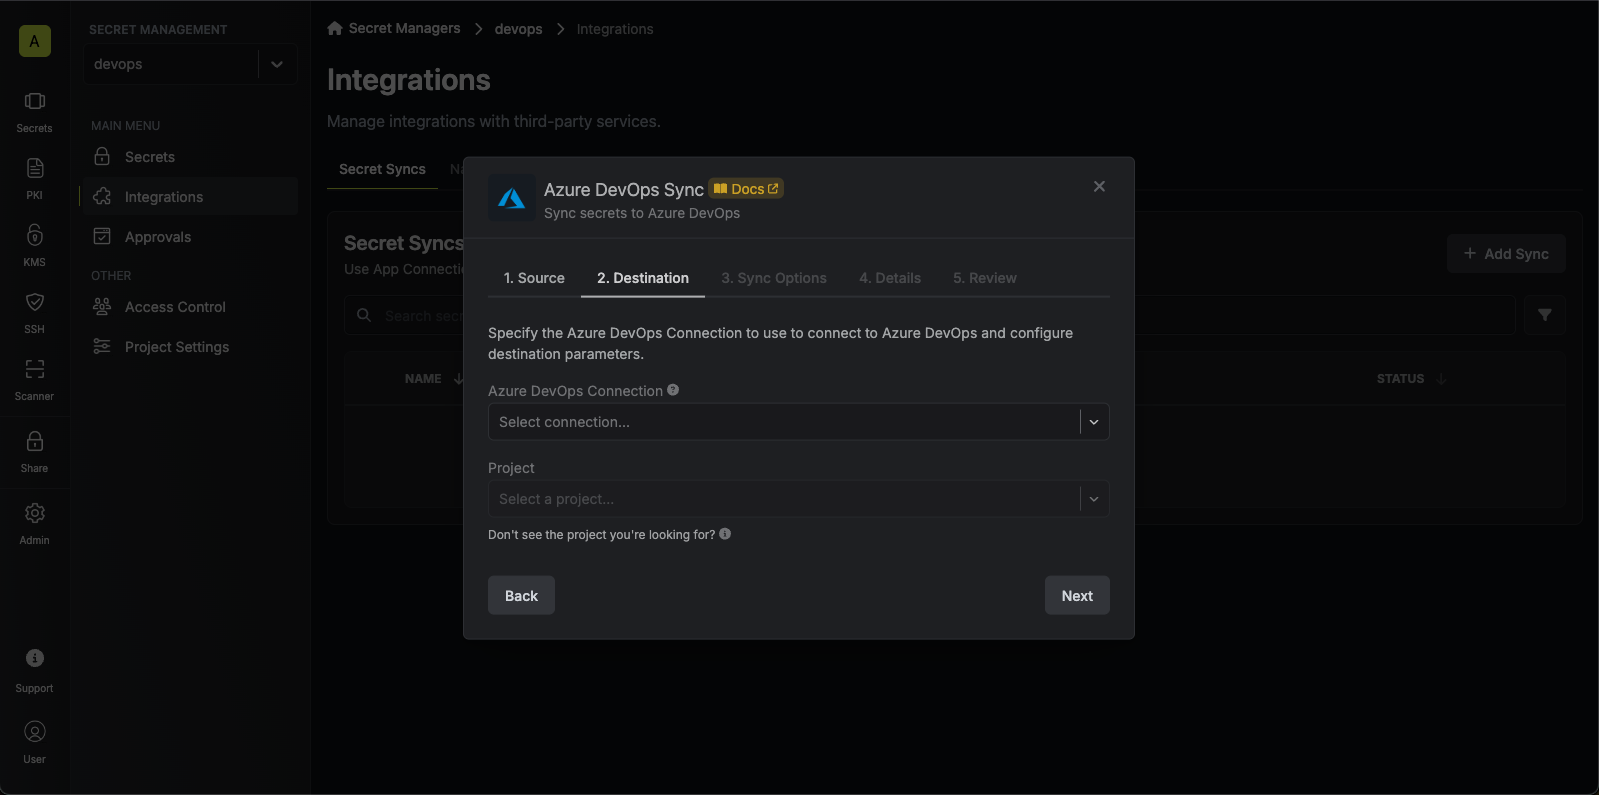 A
Secrets
PKI
KMS
SSH
Scanner
Share
Admin
Support
User
SECRET MANAGEMENT
devops
MAIN MENU
Secrets
Integrations
Approvals
OTHER
Access Control
Project Settings
Secret Managers
devops
Integrations
Integrations
Manage integrations with third-party services.
Secret Syncs
Secret Syncs
Use App Connectio
+ Add Sync
Search secr
NAME
STATUS
Azure DevOps Sync Docs
Sync secrets to Azure DevOps
1. Source 2. Destination 3. Sync Options 4. Details 5. Review
Specify the Azure DevOps Connection to use to connect to Azure DevOps and configure
destination parameters.
Azure DevOps Connection
Select connection...
Project
Select a project...
Don't see the project you're looking for?
Back
Next